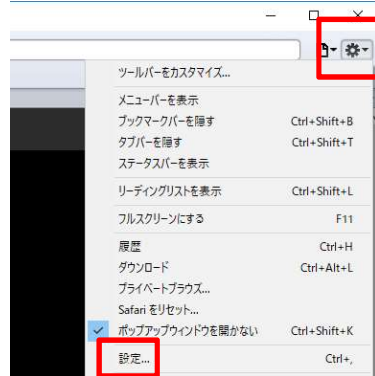 ツールバーをカスタマイズ...
メニューバーを表示
ブックマークバーを隠す Ctrl+Shift+B
タブバーを隠す Ctrl+Shift+T
ステータスバーを表示
リーディングリストを表示 Ctrl+Shift+L
フルスクリーンにする F11
履歴 Ctrl+H
ダウンロード Ctrl+Alt+L
プライベートブラウズ...
Safari をリセット...
ポップアップウィンドウを開かない Ctrl+Shift+K
設定... Ctrl+,